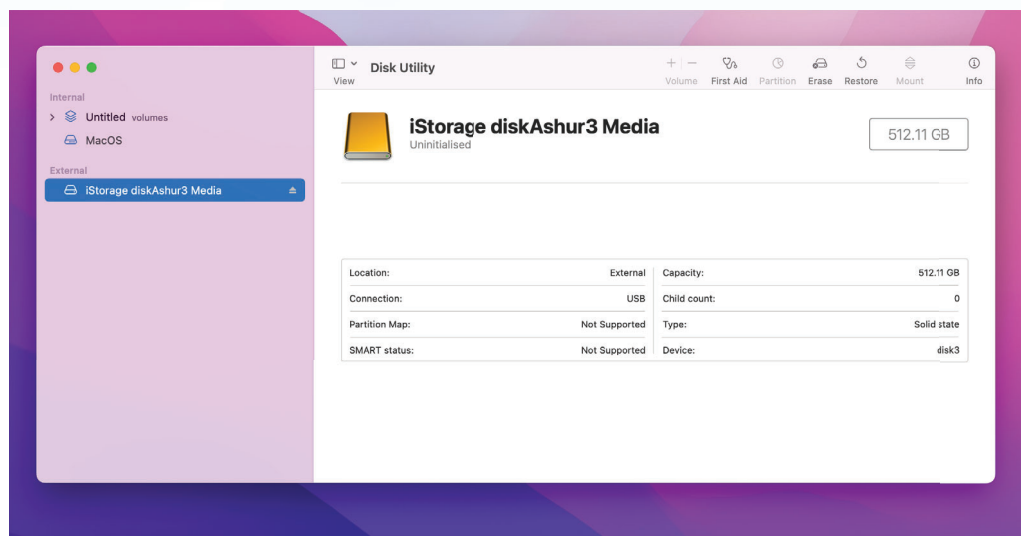 Disk Utility
View
Volume First Aid Partition Erase Restore Mount Info
Internal
Untitled volumes
MacOS
External
iStorage diskAshur3 Media
iStorage diskAshur3 Media
Uninitialised
512.11 GB
Location: External Capacity: 512.11 GB
Connection: USB Child count: 0
Partition Map: Not Supported Type: Solid state
SMART status: Not Supported Device: disk3